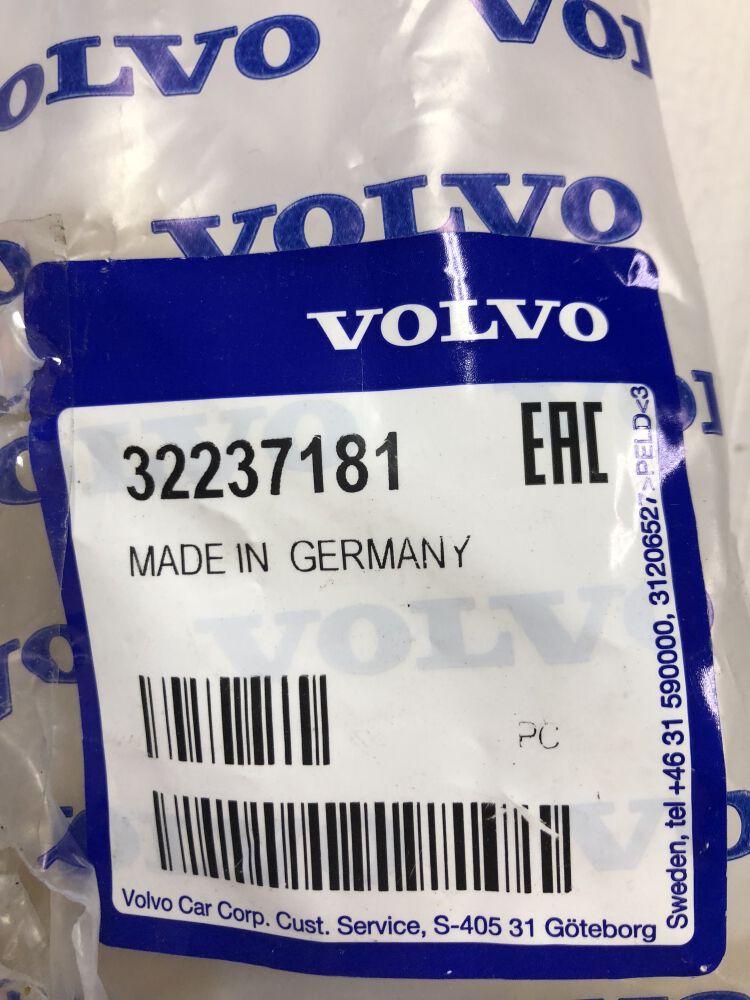 VOLVO
VOLVO
VOLVO
VOLVO
32237181
EAC
MADE IN GERMANY
VOLVO
PC
Volvo Car Corp. Cust. Service, S-405 31 Göteborg
Sweden, tel +46 31 590000, 31206527>PELD<3